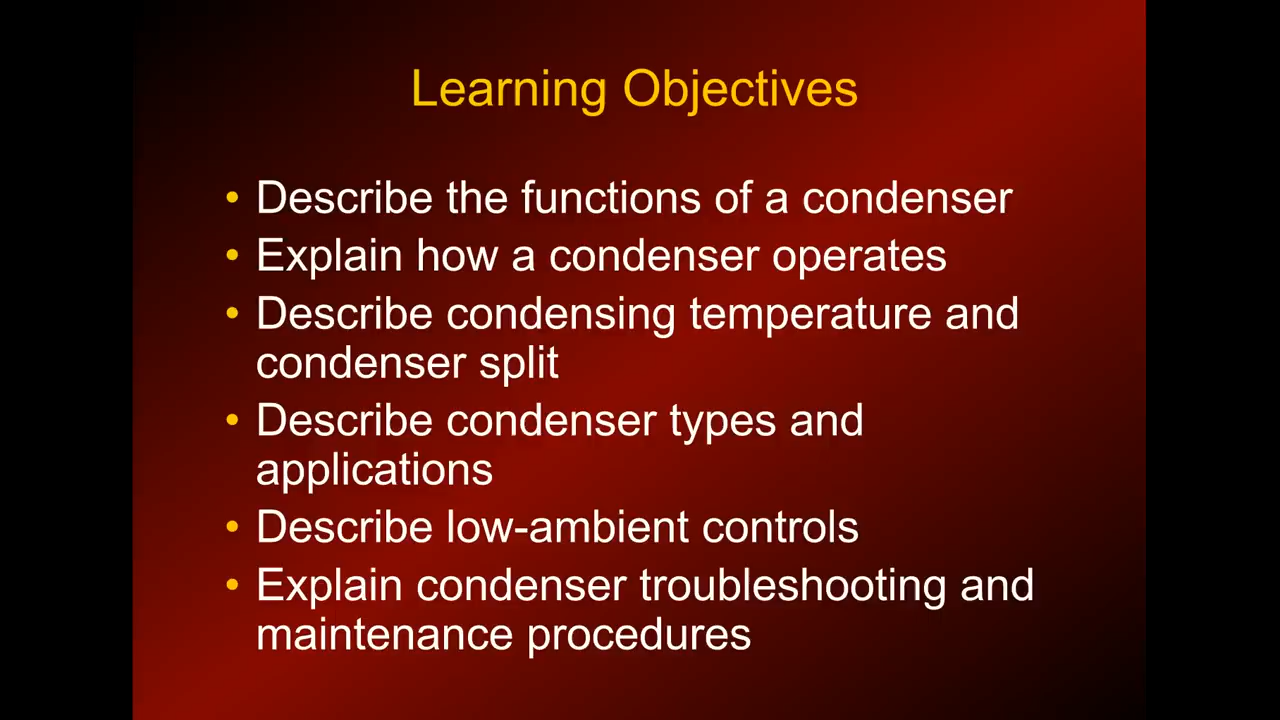 Learning Objectives
• Describe the functions of a condenser
• Explain how a condenser operates
• Describe condensing temperature and
condenser split
• Describe condenser types and
applications
• Describe low-ambient controls
• Explain condenser troubleshooting and
maintenance procedures